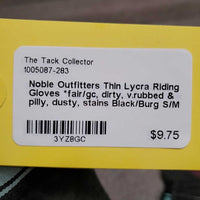 The Tack Collector
1005087-283
Noble Outfitters Thin Lycra Riding
Gloves *fair/gc, dirty, v.rubbed &
pilly, dusty, stains Black/Burg S/M
$9.75
3YZ8GC